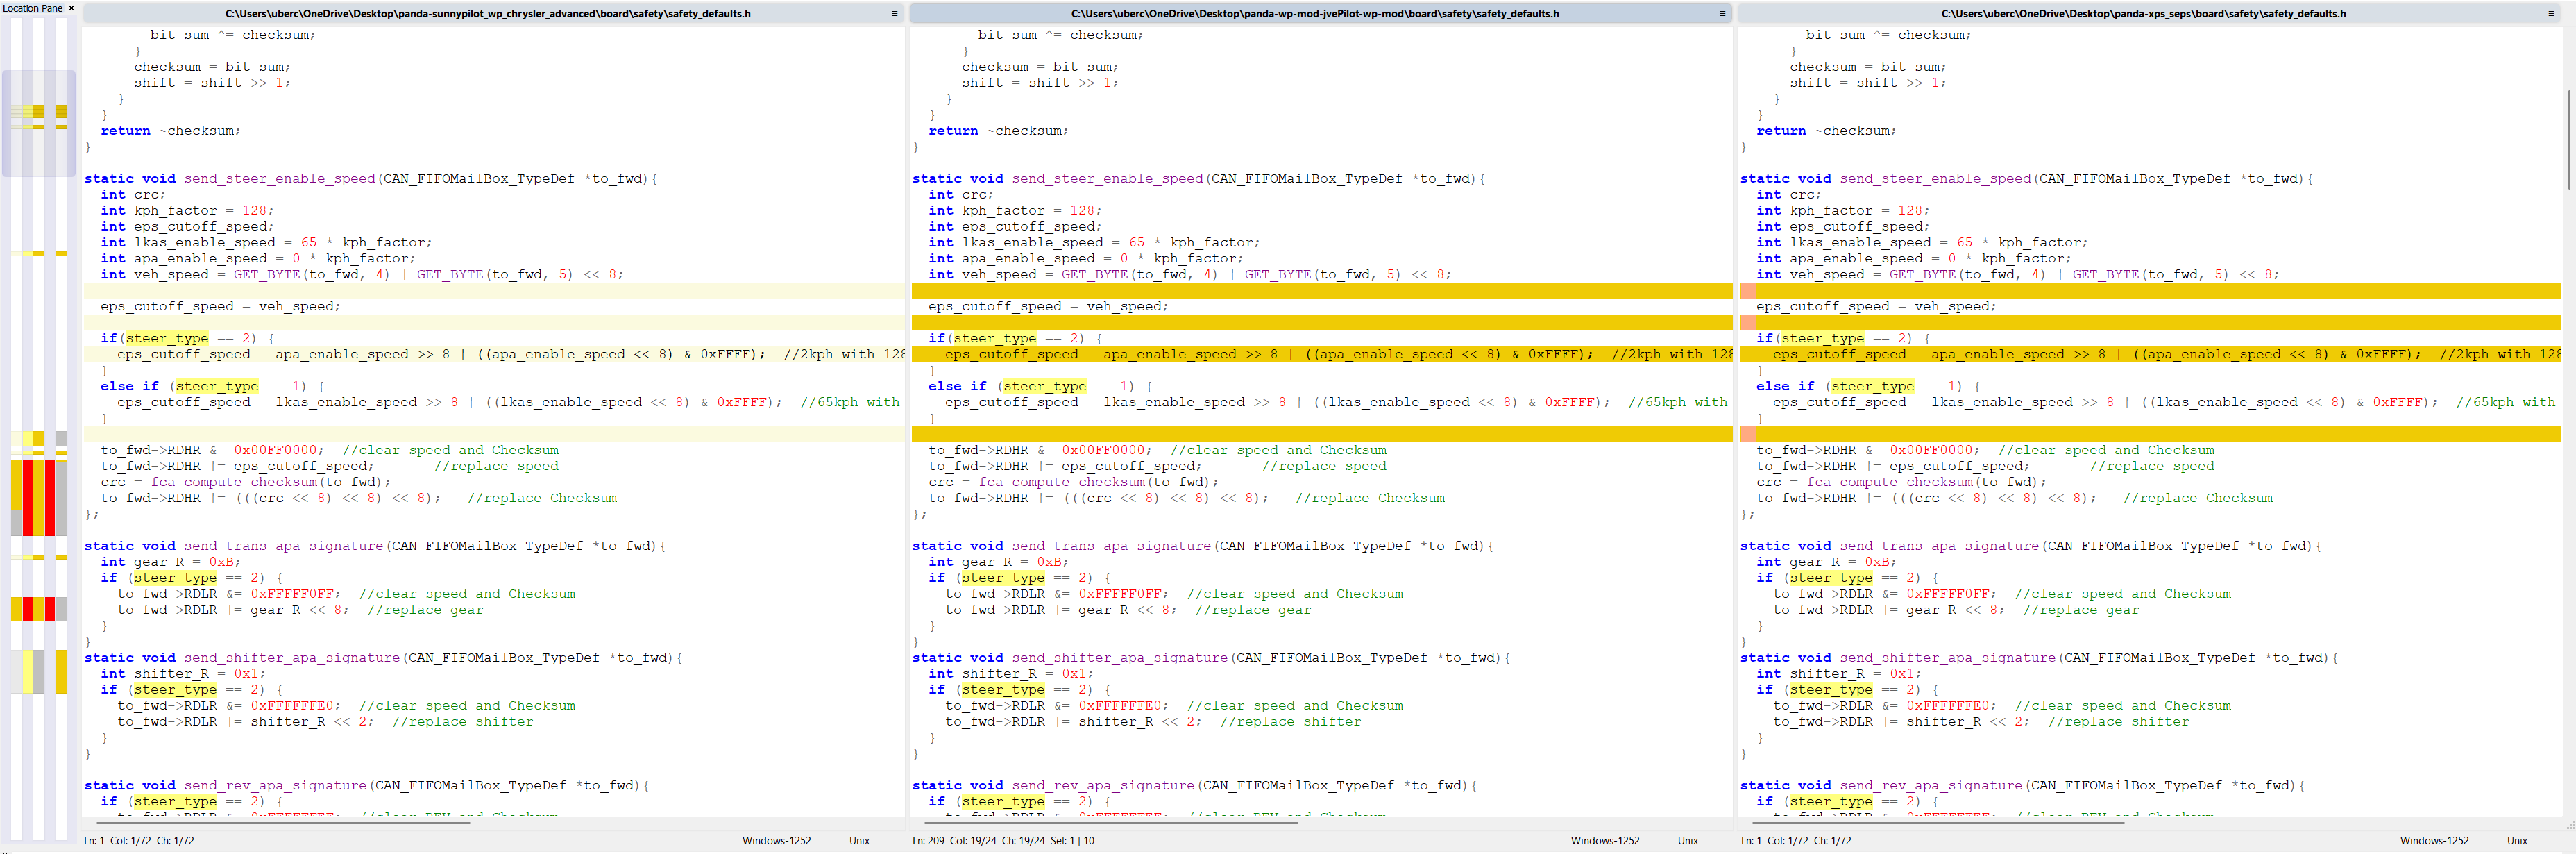 Location Pane ×
C:\Users\uberc\OneDrive\Desktop\panda-sunnypilot_wp_chrysler_advanced\board\safety\safety_defaults.h
bit_sum ^= checksum;
}
checksum = bit_sum;
shift = shift >> 1;
}
}
return ~checksum;
}
static void send_steer_enable_speed(CAN_FIFOMailBox_TypeDef *to_fwd){
int crc;
int kph_factor = 128;
int eps_cutoff_speed;
int lkas_enable_speed = 65 * kph_factor;
int apa_enable_speed = 0 * kph_factor;
int veh_speed = GET_BYTE(to_fwd, 4) | GET_BYTE(to_fwd, 5) << 8;
eps_cutoff_speed = veh_speed;
if(steer_type == 2) {
eps_cutoff_speed = apa_enable_speed >> 8 | ((apa_enable_speed << 8) & 0xFFFF);  //2kph with 128
}
else if (steer_type == 1) {
eps_cutoff_speed = lkas_enable_speed >> 8 | ((lkas_enable_speed << 8) & 0xFFFF);  //65kph with
}
to_fwd->RDHR &= 0x00FF0000;  //clear speed and Checksum
to_fwd->RDHR |= eps_cutoff_speed;       //replace speed
crc = fca_compute_checksum(to_fwd);
to_fwd->RDHR |= (((crc << 8) << 8) << 8);   //replace Checksum
};
static void send_trans_apa_signature(CAN_FIFOMailBox_TypeDef *to_fwd){
int gear_R = 0xB;
if (steer_type == 2) {
to_fwd->RDLR &= 0xFFFFF0FF;  //clear speed and Checksum
to_fwd->RDLR |= gear_R << 8;  //replace gear
}
}
static void send_shifter_apa_signature(CAN_FIFOMailBox_TypeDef *to_fwd){
int shifter_R = 0x1;
if (steer_type == 2) {
to_fwd->RDLR &= 0xFFFFFFE0;  //clear speed and Checksum
to_fwd->RDLR |= shifter_R << 2;  //replace shifter
}
}
static void send_rev_apa_signature(CAN_FIFOMailBox_TypeDef *to_fwd){
if (steer_type == 2) {
Ln: 1 Col: 1/72 Ch: 1/72 Windows-1252 Unix
C:\Users\uberc\OneDrive\Desktop\panda-wp-mod-jvePilot-wp-mod\board\safety\safety_defaults.h
bit_sum ^= checksum;
}
checksum = bit_sum;
shift = shift >> 1;
}
}
return ~checksum;
}
static void send_steer_enable_speed(CAN_FIFOMailBox_TypeDef *to_fwd){
int crc;
int kph_factor = 128;
int eps_cutoff_speed;
int lkas_enable_speed = 65 * kph_factor;
int apa_enable_speed = 0 * kph_factor;
int veh_speed = GET_BYTE(to_fwd, 4) | GET_BYTE(to_fwd, 5) << 8;
eps_cutoff_speed = veh_speed;
if(steer_type == 2) {
eps_cutoff_speed = apa_enable_speed >> 8 | ((apa_enable_speed << 8) & 0xFFFF);  //2kph with 128
}
else if (steer_type == 1) {
eps_cutoff_speed = lkas_enable_speed >> 8 | ((lkas_enable_speed << 8) & 0xFFFF);  //65kph with
}
to_fwd->RDHR &= 0x00FF0000;  //clear speed and Checksum
to_fwd->RDHR |= eps_cutoff_speed;       //replace speed
crc = fca_compute_checksum(to_fwd);
to_fwd->RDHR |= (((crc << 8) << 8) << 8);   //replace Checksum
};
static void send_trans_apa_signature(CAN_FIFOMailBox_TypeDef *to_fwd){
int gear_R = 0xB;
if (steer_type == 2) {
to_fwd->RDLR &= 0xFFFFF0FF;  //clear speed and Checksum
to_fwd->RDLR |= gear_R << 8;  //replace gear
}
}
static void send_shifter_apa_signature(CAN_FIFOMailBox_TypeDef *to_fwd){
int shifter_R = 0x1;
if (steer_type == 2) {
to_fwd->RDLR &= 0xFFFFFFE0;  //clear speed and Checksum
to_fwd->RDLR |= shifter_R << 2;  //replace shifter
}
}
static void send_rev_apa_signature(CAN_FIFOMailBox_TypeDef *to_fwd){
if (steer_type == 2) {
Ln: 209 Col: 19/24 Ch: 19/24 Sel: 1 | 10 Windows-1252 Unix
C:\Users\uberc\OneDrive\Desktop\panda-xps_seps\board\safety\safety_defaults.h
bit_sum ^= checksum;
}
checksum = bit_sum;
shift = shift >> 1;
}
}
return ~checksum;
}
static void send_steer_enable_speed(CAN_FIFOMailBox_TypeDef *to_fwd){
int crc;
int kph_factor = 128;
int eps_cutoff_speed;
int lkas_enable_speed = 65 * kph_factor;
int apa_enable_speed = 0 * kph_factor;
int veh_speed = GET_BYTE(to_fwd, 4) | GET_BYTE(to_fwd, 5) << 8;
eps_cutoff_speed = veh_speed;
if(steer_type == 2) {
eps_cutoff_speed = apa_enable_speed >> 8 | ((apa_enable_speed << 8) & 0xFFFF);  //2kph with 128
}
else if (steer_type == 1) {
eps_cutoff_speed = lkas_enable_speed >> 8 | ((lkas_enable_speed << 8) & 0xFFFF);  //65kph with
}
to_fwd->RDHR &= 0x00FF0000;  //clear speed and Checksum
to_fwd->RDHR |= eps_cutoff_speed;       //replace speed
crc = fca_compute_checksum(to_fwd);
to_fwd->RDHR |= (((crc << 8) << 8) << 8);   //replace Checksum
};
static void send_trans_apa_signature(CAN_FIFOMailBox_TypeDef *to_fwd){
int gear_R = 0xB;
if (steer_type == 2) {
to_fwd->RDLR &= 0xFFFFF0FF;  //clear speed and Checksum
to_fwd->RDLR |= gear_R << 8;  //replace gear
}
}
static void send_shifter_apa_signature(CAN_FIFOMailBox_TypeDef *to_fwd){
int shifter_R = 0x1;
if (steer_type == 2) {
to_fwd->RDLR &= 0xFFFFFFE0;  //clear speed and Checksum
to_fwd->RDLR |= shifter_R << 2;  //replace shifter
}
}
static void send_rev_apa_signature(CAN_FIFOMailBox_TypeDef *to_fwd){
if (steer_type == 2) {
Ln: 1 Col: 1/72 Ch: 1/72 Windows-1252 Unix